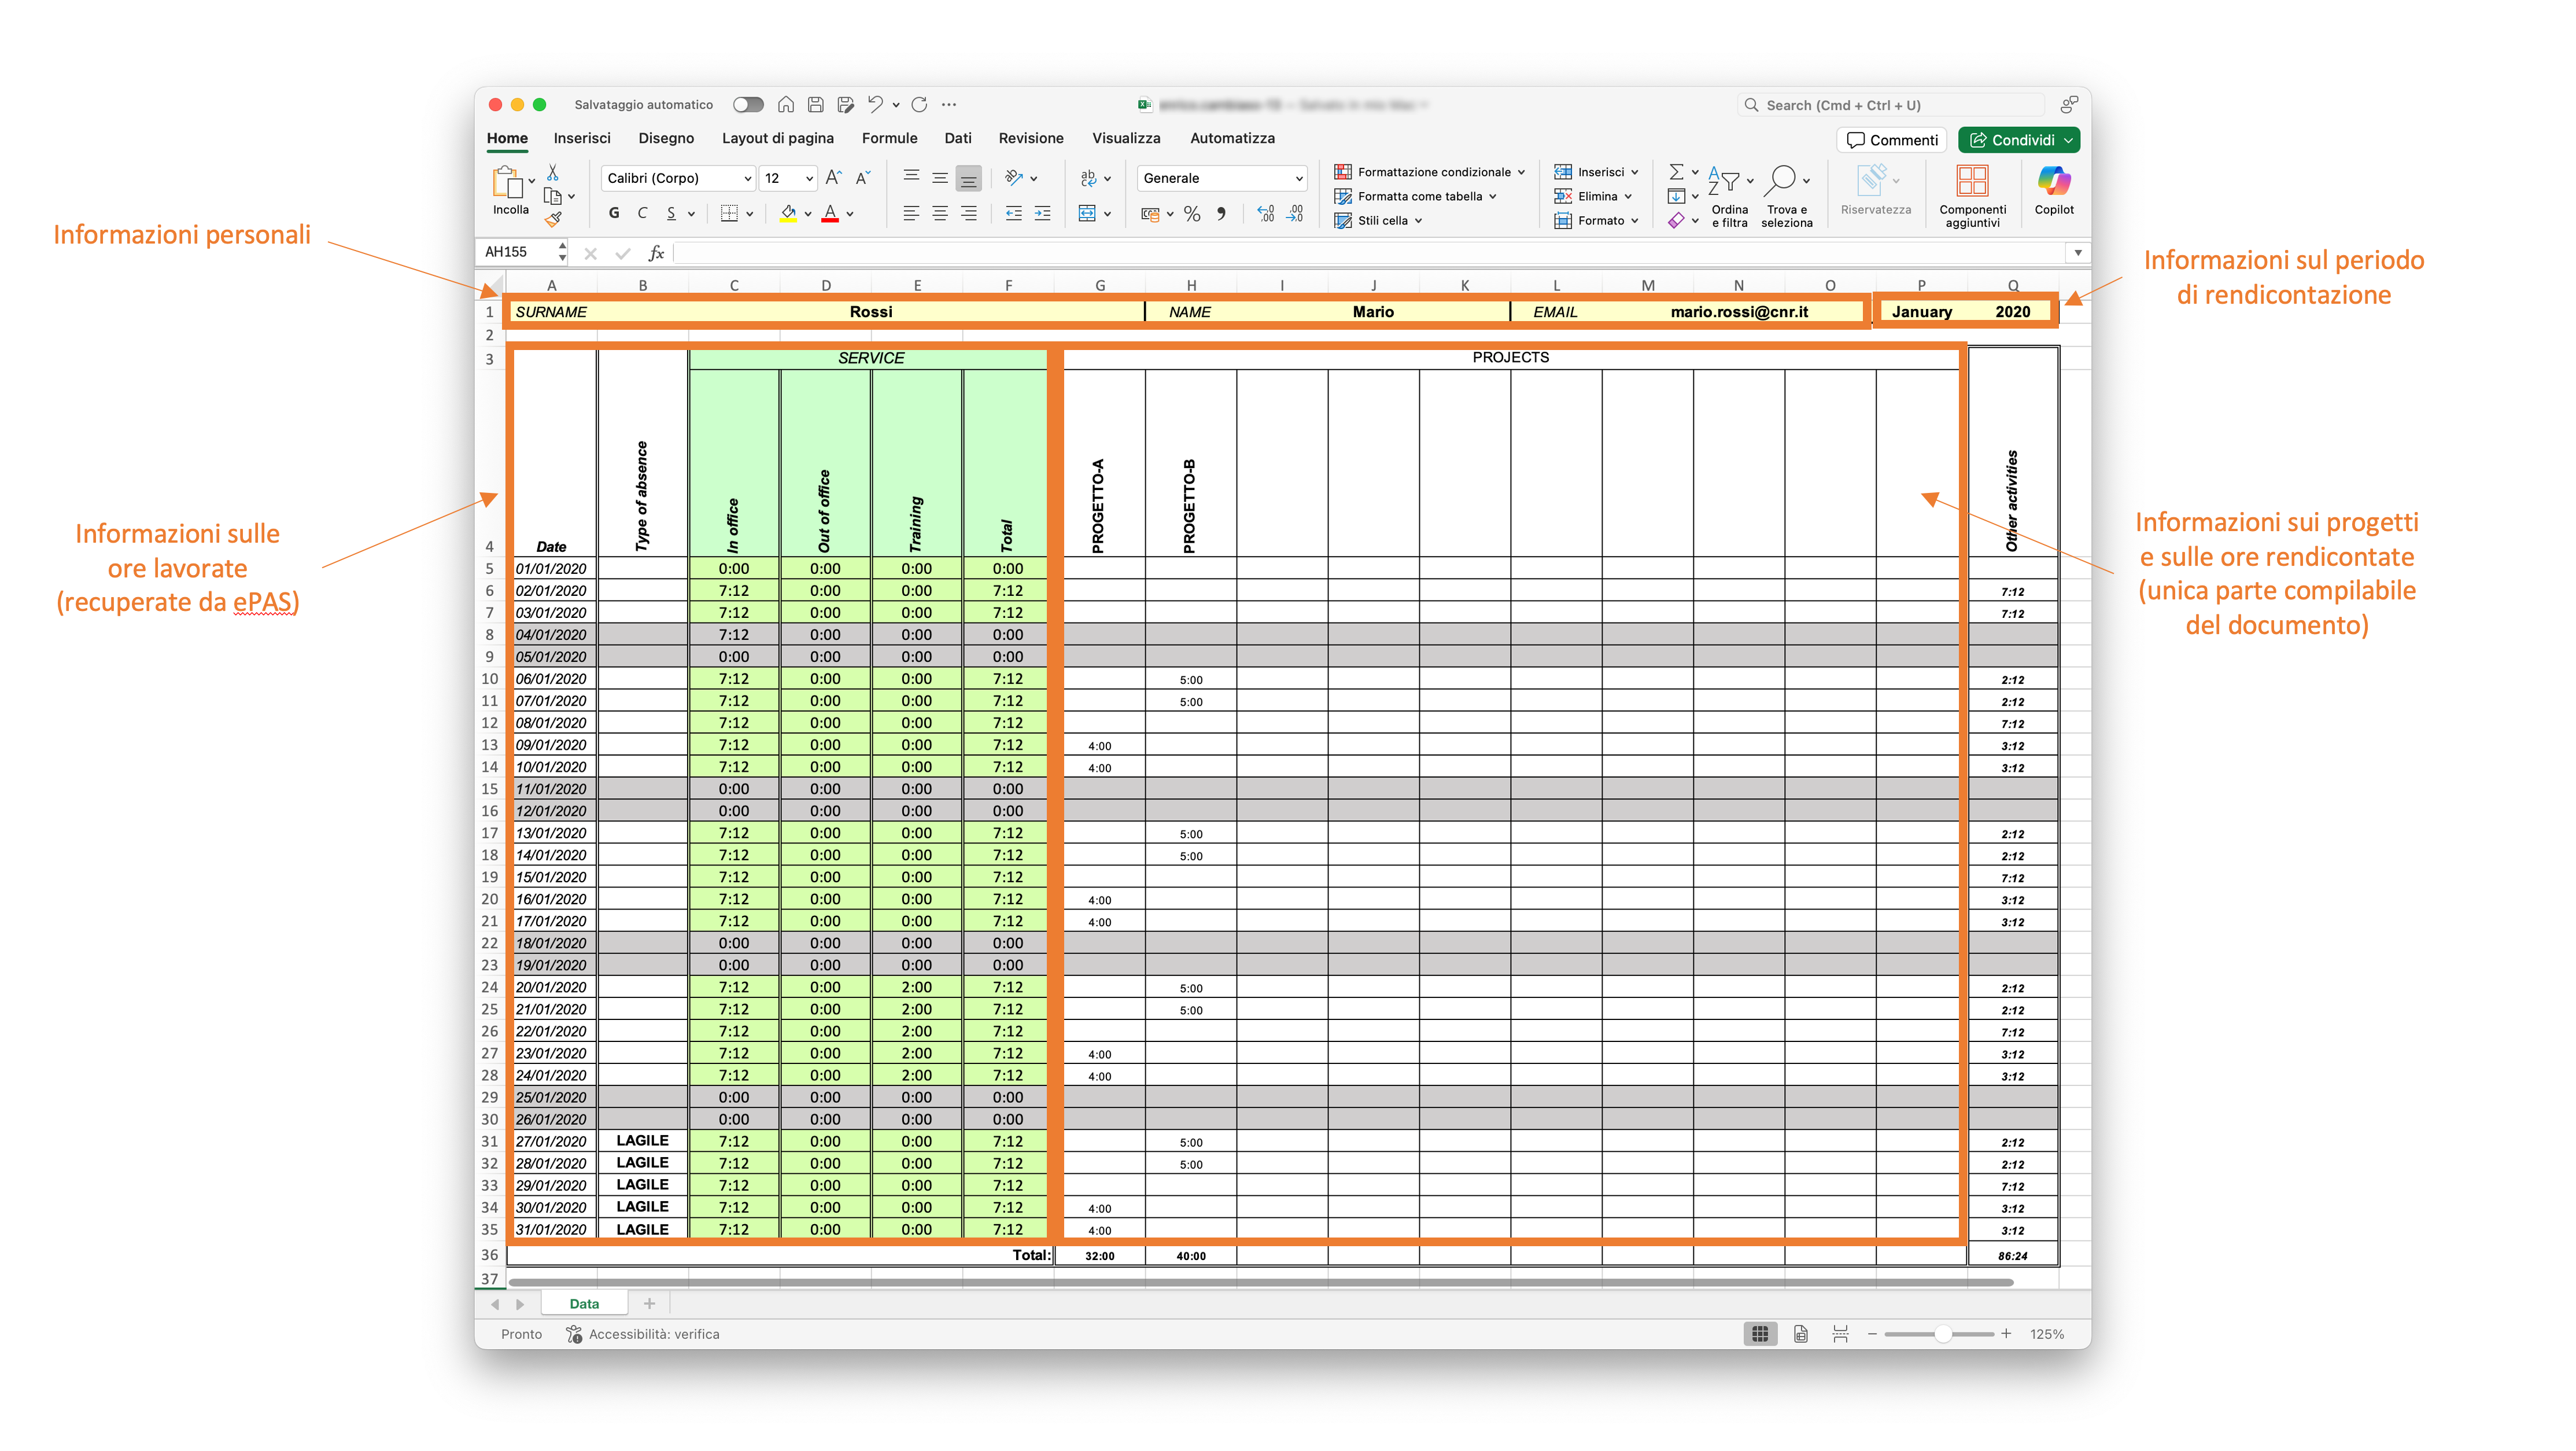 Salvataggio automatico
Search (Cmd + Ctrl + U)
Home Inserisci Disegno Layout di pagina Formule Dati Revisione Visualizza Automatizza
Commenti Condividi
Incolla
Calibri (Corpo) 12
G C S
Generale
Formattazione condizionale
Formatta come tabella
Stili cella
Inserisci
Elimina
Formato
Ordina e filtra
Trova e seleziona
Riservatezza
Componenti aggiuntivi
Copilot
AH155 fx
Informazioni personali
Informazioni sul periodo
di rendicontazione
Informazioni sulle
ore lavorate
(recuperate da ePAS)
Informazioni sui progetti
e sulle ore rendicontate
(unica parte compilabile
del documento)
A B C D E F G H I J K L M N O P Q
1 SURNAME Rossi NAME Mario EMAIL mario.rossi@cnr.it January 2020
2
3 SERVICE PROJECTS
4 Date Type of absence In office Out of office Training Total PROGETTO-A PROGETTO-B Other activities
5 01/01/2020 0:00 0:00 0:00 0:00
6 02/01/2020 7:12 0:00 0:00 7:12 7:12
7 03/01/2020 7:12 0:00 0:00 7:12 7:12
8 04/01/2020 7:12 0:00 0:00 0:00
9 05/01/2020 0:00 0:00 0:00 0:00
10 06/01/2020 7:12 0:00 0:00 7:12 5:00 2:12
11 07/01/2020 7:12 0:00 0:00 7:12 5:00 2:12
12 08/01/2020 7:12 0:00 0:00 7:12 7:12
13 09/01/2020 7:12 0:00 0:00 7:12 4:00 3:12
14 10/01/2020 7:12 0:00 0:00 7:12 4:00 3:12
15 11/01/2020 0:00 0:00 0:00 0:00
16 12/01/2020 0:00 0:00 0:00 0:00
17 13/01/2020 7:12 0:00 0:00 7:12 5:00 2:12
18 14/01/2020 7:12 0:00 0:00 7:12 5:00 2:12
19 15/01/2020 7:12 0:00 0:00 7:12 7:12
20 16/01/2020 7:12 0:00 0:00 7:12 4:00 3:12
21 17/01/2020 7:12 0:00 0:00 7:12 4:00 3:12
22 18/01/2020 0:00 0:00 0:00 0:00
23 19/01/2020 0:00 0:00 0:00 0:00
24 20/01/2020 7:12 0:00 2:00 7:12 5:00 2:12
25 21/01/2020 7:12 0:00 2:00 7:12 5:00 2:12
26 22/01/2020 7:12 0:00 2:00 7:12 7:12
27 23/01/2020 7:12 0:00 2:00 7:12 4:00 3:12
28 24/01/2020 7:12 0:00 2:00 7:12 4:00 3:12
29 25/01/2020 0:00 0:00 0:00 0:00
30 26/01/2020 0:00 0:00 0:00 0:00
31 27/01/2020 LAGILE 7:12 0:00 0:00 7:12 5:00 2:12
32 28/01/2020 LAGILE 7:12 0:00 0:00 7:12 5:00 2:12
33 29/01/2020 LAGILE 7:12 0:00 0:00 7:12 7:12
34 30/01/2020 LAGILE 7:12 0:00 0:00 7:12 4:00 3:12
35 31/01/2020 LAGILE 7:12 0:00 0:00 7:12 4:00 3:12
36 Total: 32:00 40:00 86:24
37
Data
Pronto Accessibilità: verifica 125%